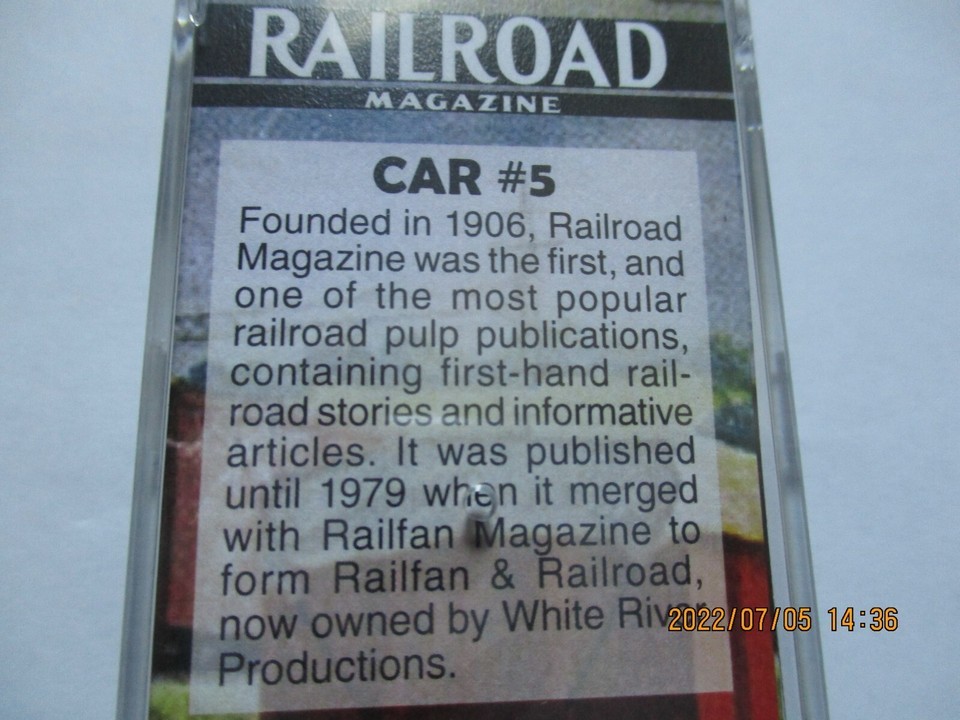 RAILROAD
MAGAZINE
CAR #5
Founded in 1906, Railroad
Magazine was the first, and
one of the most popular
railroad pulp publications,
containing first-hand rail-
road stories and informative
articles. It was published
until 1979 when it merged
with Railfan Magazine to
form Railfan & Railroad,
now owned by White River
Productions.
2022/07/05 14:36